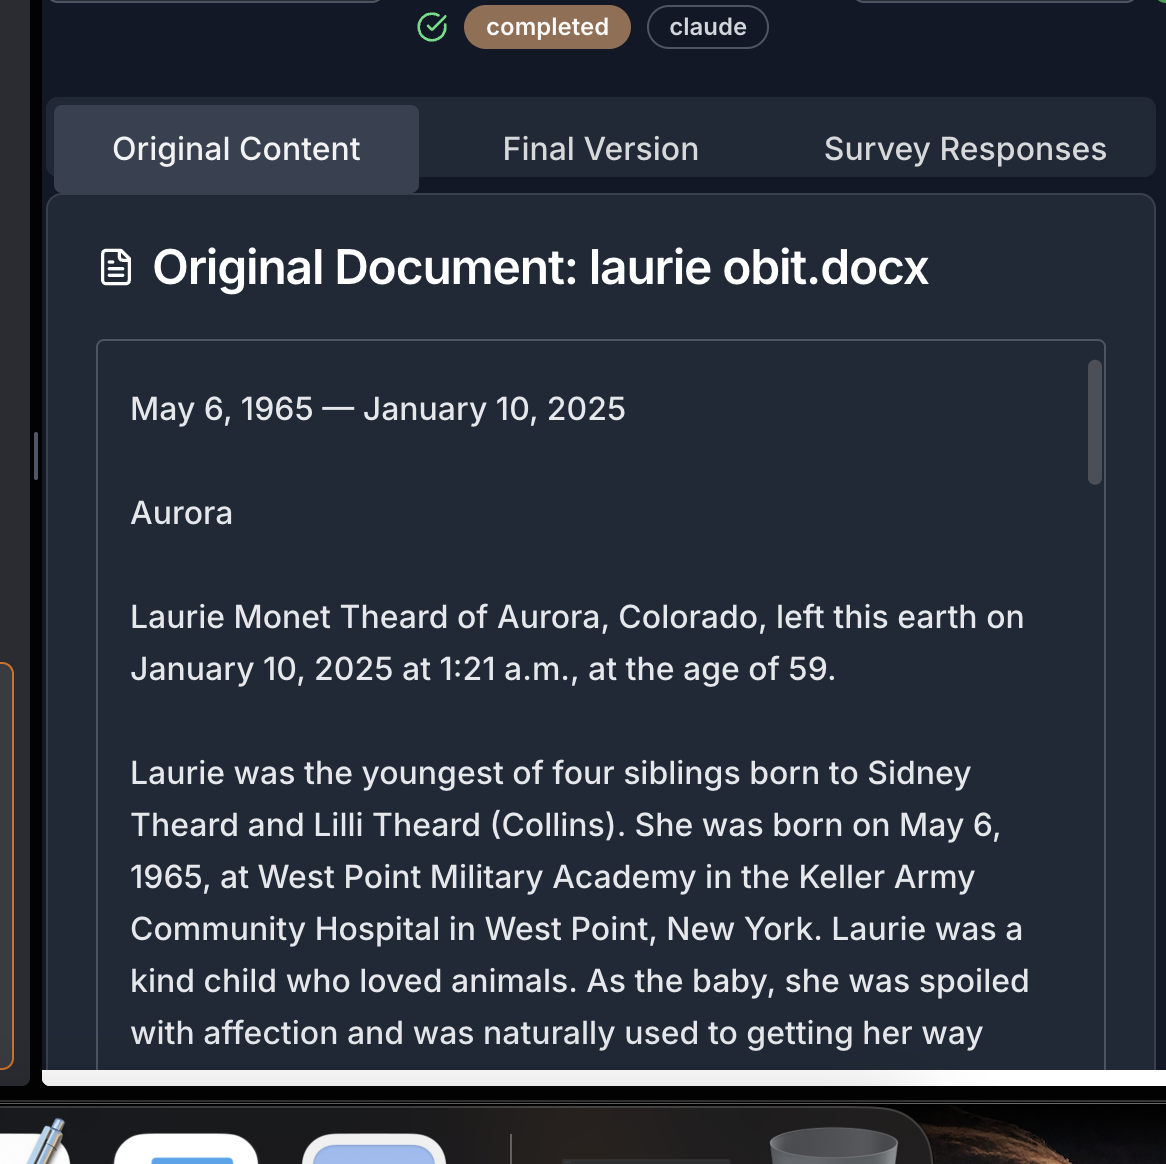 completed claude
Original Content Final Version Survey Responses
Original Document: laurie obit.docx
May 6, 1965 — January 10, 2025
Aurora
Laurie Monet Theard of Aurora, Colorado, left this earth on
January 10, 2025 at 1:21 a.m., at the age of 59.
Laurie was the youngest of four siblings born to Sidney
Theard and Lilli Theard (Collins). She was born on May 6,
1965, at West Point Military Academy in the Keller Army
Community Hospital in West Point, New York. Laurie was a
kind child who loved animals. As the baby, she was spoiled
with affection and was naturally used to getting her way